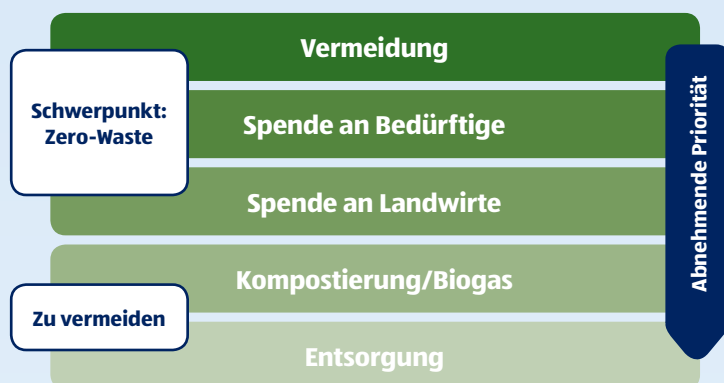 Vermeidung
Schwerpunkt:
Zero-Waste
Spende an Bedürftige
Spende an Landwirte
Kompostierung/Biogas
Zu vermeiden
Entsorgung
Abnehmende Priorität